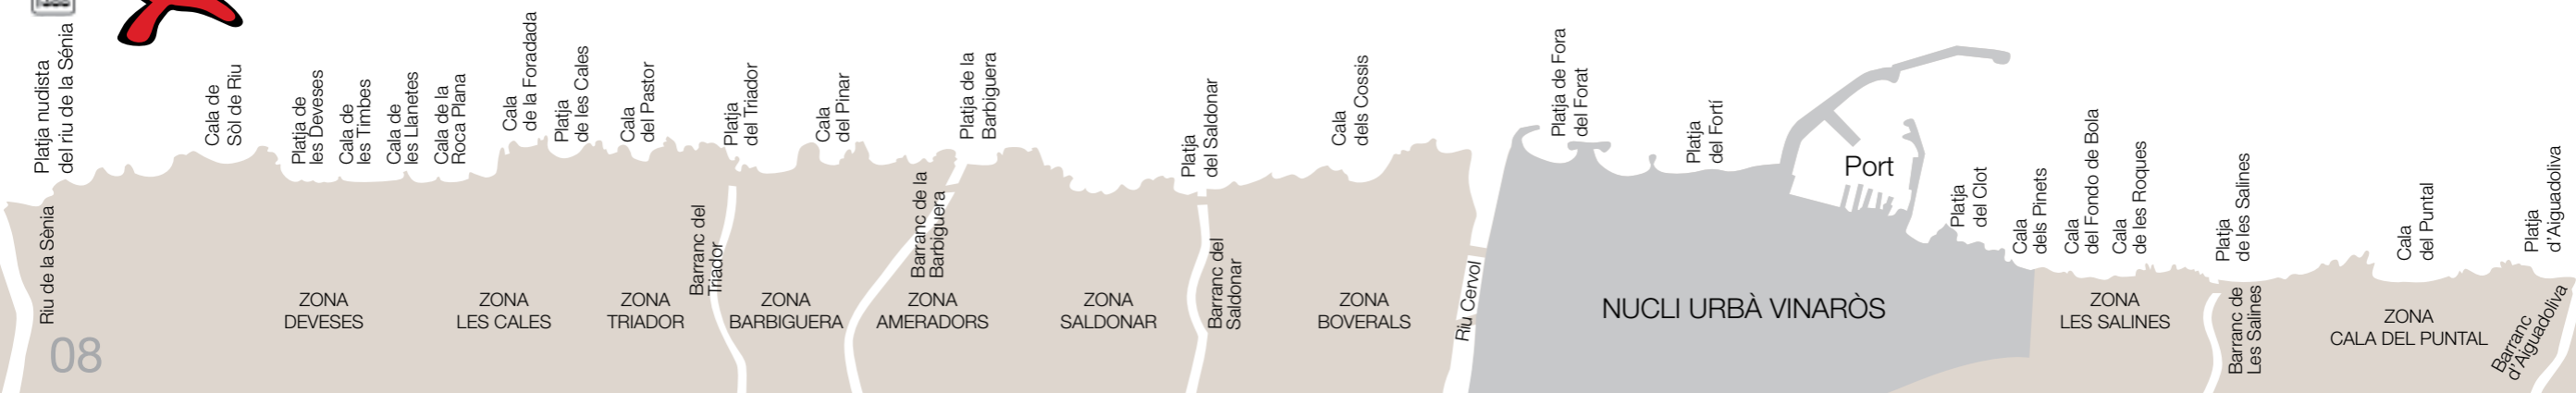 Platja nudista
del riu de la Sénia
Cala de
Sòl de Riu
Platja de
les Deveses
Cala de
les Timbes
Cala de
les Llanetes
Cala de la
Roca Plana
Cala
de la Foradada
Platja
de les Cales
Cala
del Pastor
Platja
del Triador
Cala
del Pinar
Platja de la
Barbiguera
Platja
del Saldonar
Cala
dels Cossis
Platja de Fora
del Forat
Platja
del Fortí
Port
Platja
del Clot
Cala
dels Pinets
Cala
del Fondo de Bola
Cala
de les Roques
Platja
de les Salines
Cala
del Puntal
Platja
d'Aiguadoliva
Riu de la Sènia
ZONA
DEVESES
ZONA
LES CALES
ZONA
TRIADOR
Barranc del
Triador
ZONA
BARBIGUERA
Barranc de la
Barbiguera
ZONA
AMERADORS
ZONA
SALDONAR
Barranc del
Saldonar
ZONA
BOVERALS
Riu Cervol
NUCLI URBÀ VINARÒS
ZONA
LES SALINES
Barranc de
Les Salines
ZONA
CALA DEL PUNTAL
Barranc
d'Aiguadoliva
08